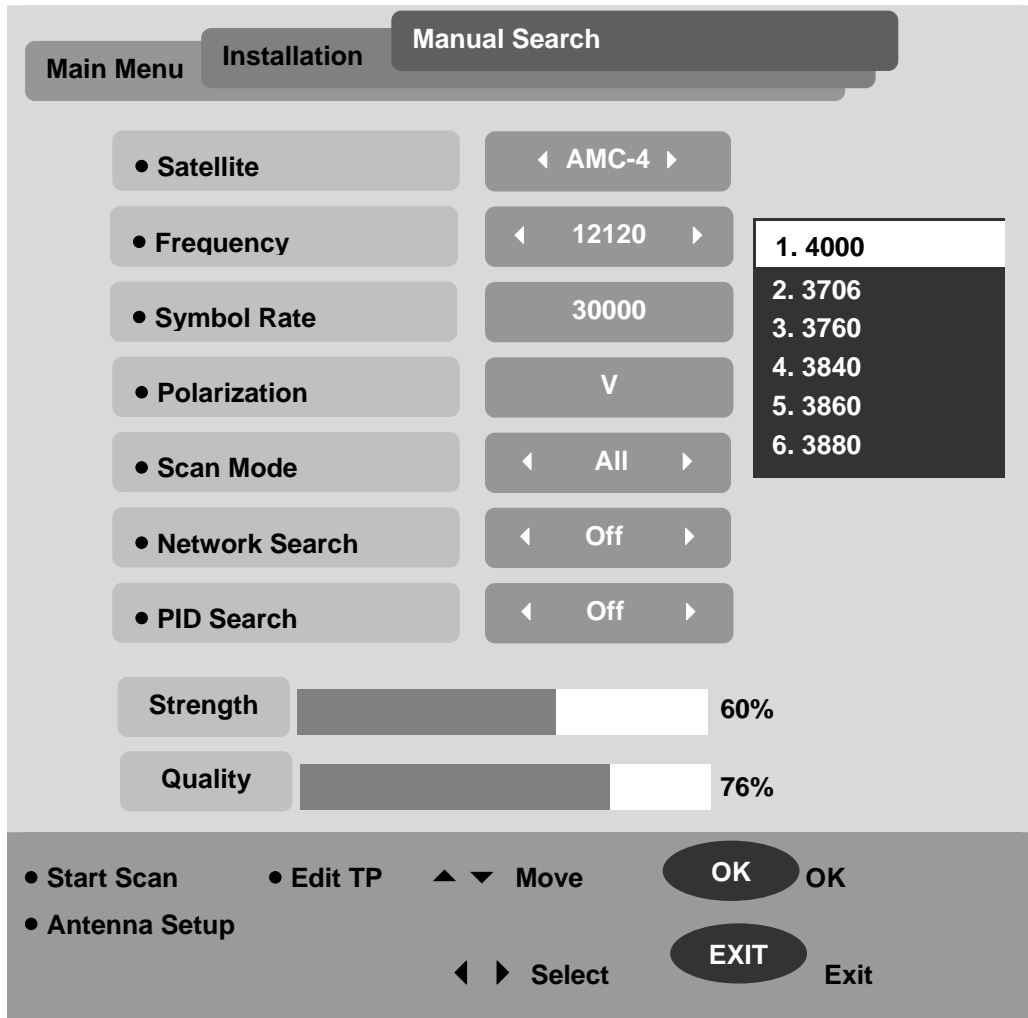 Main Menu
Installation
Manual Search
• Satellite
AMC-4
• Frequency
12120
• Symbol Rate
30000
• Polarization
V
• Scan Mode
All
• Network Search
Off
• PID Search
Off
1. 4000
2. 3706
3. 3760
4. 3840
5. 3860
6. 3880
Strength
60%
Quality
76%
• Start Scan
• Edit TP
Move
OK
OK
• Antenna Setup
Select
EXIT
Exit